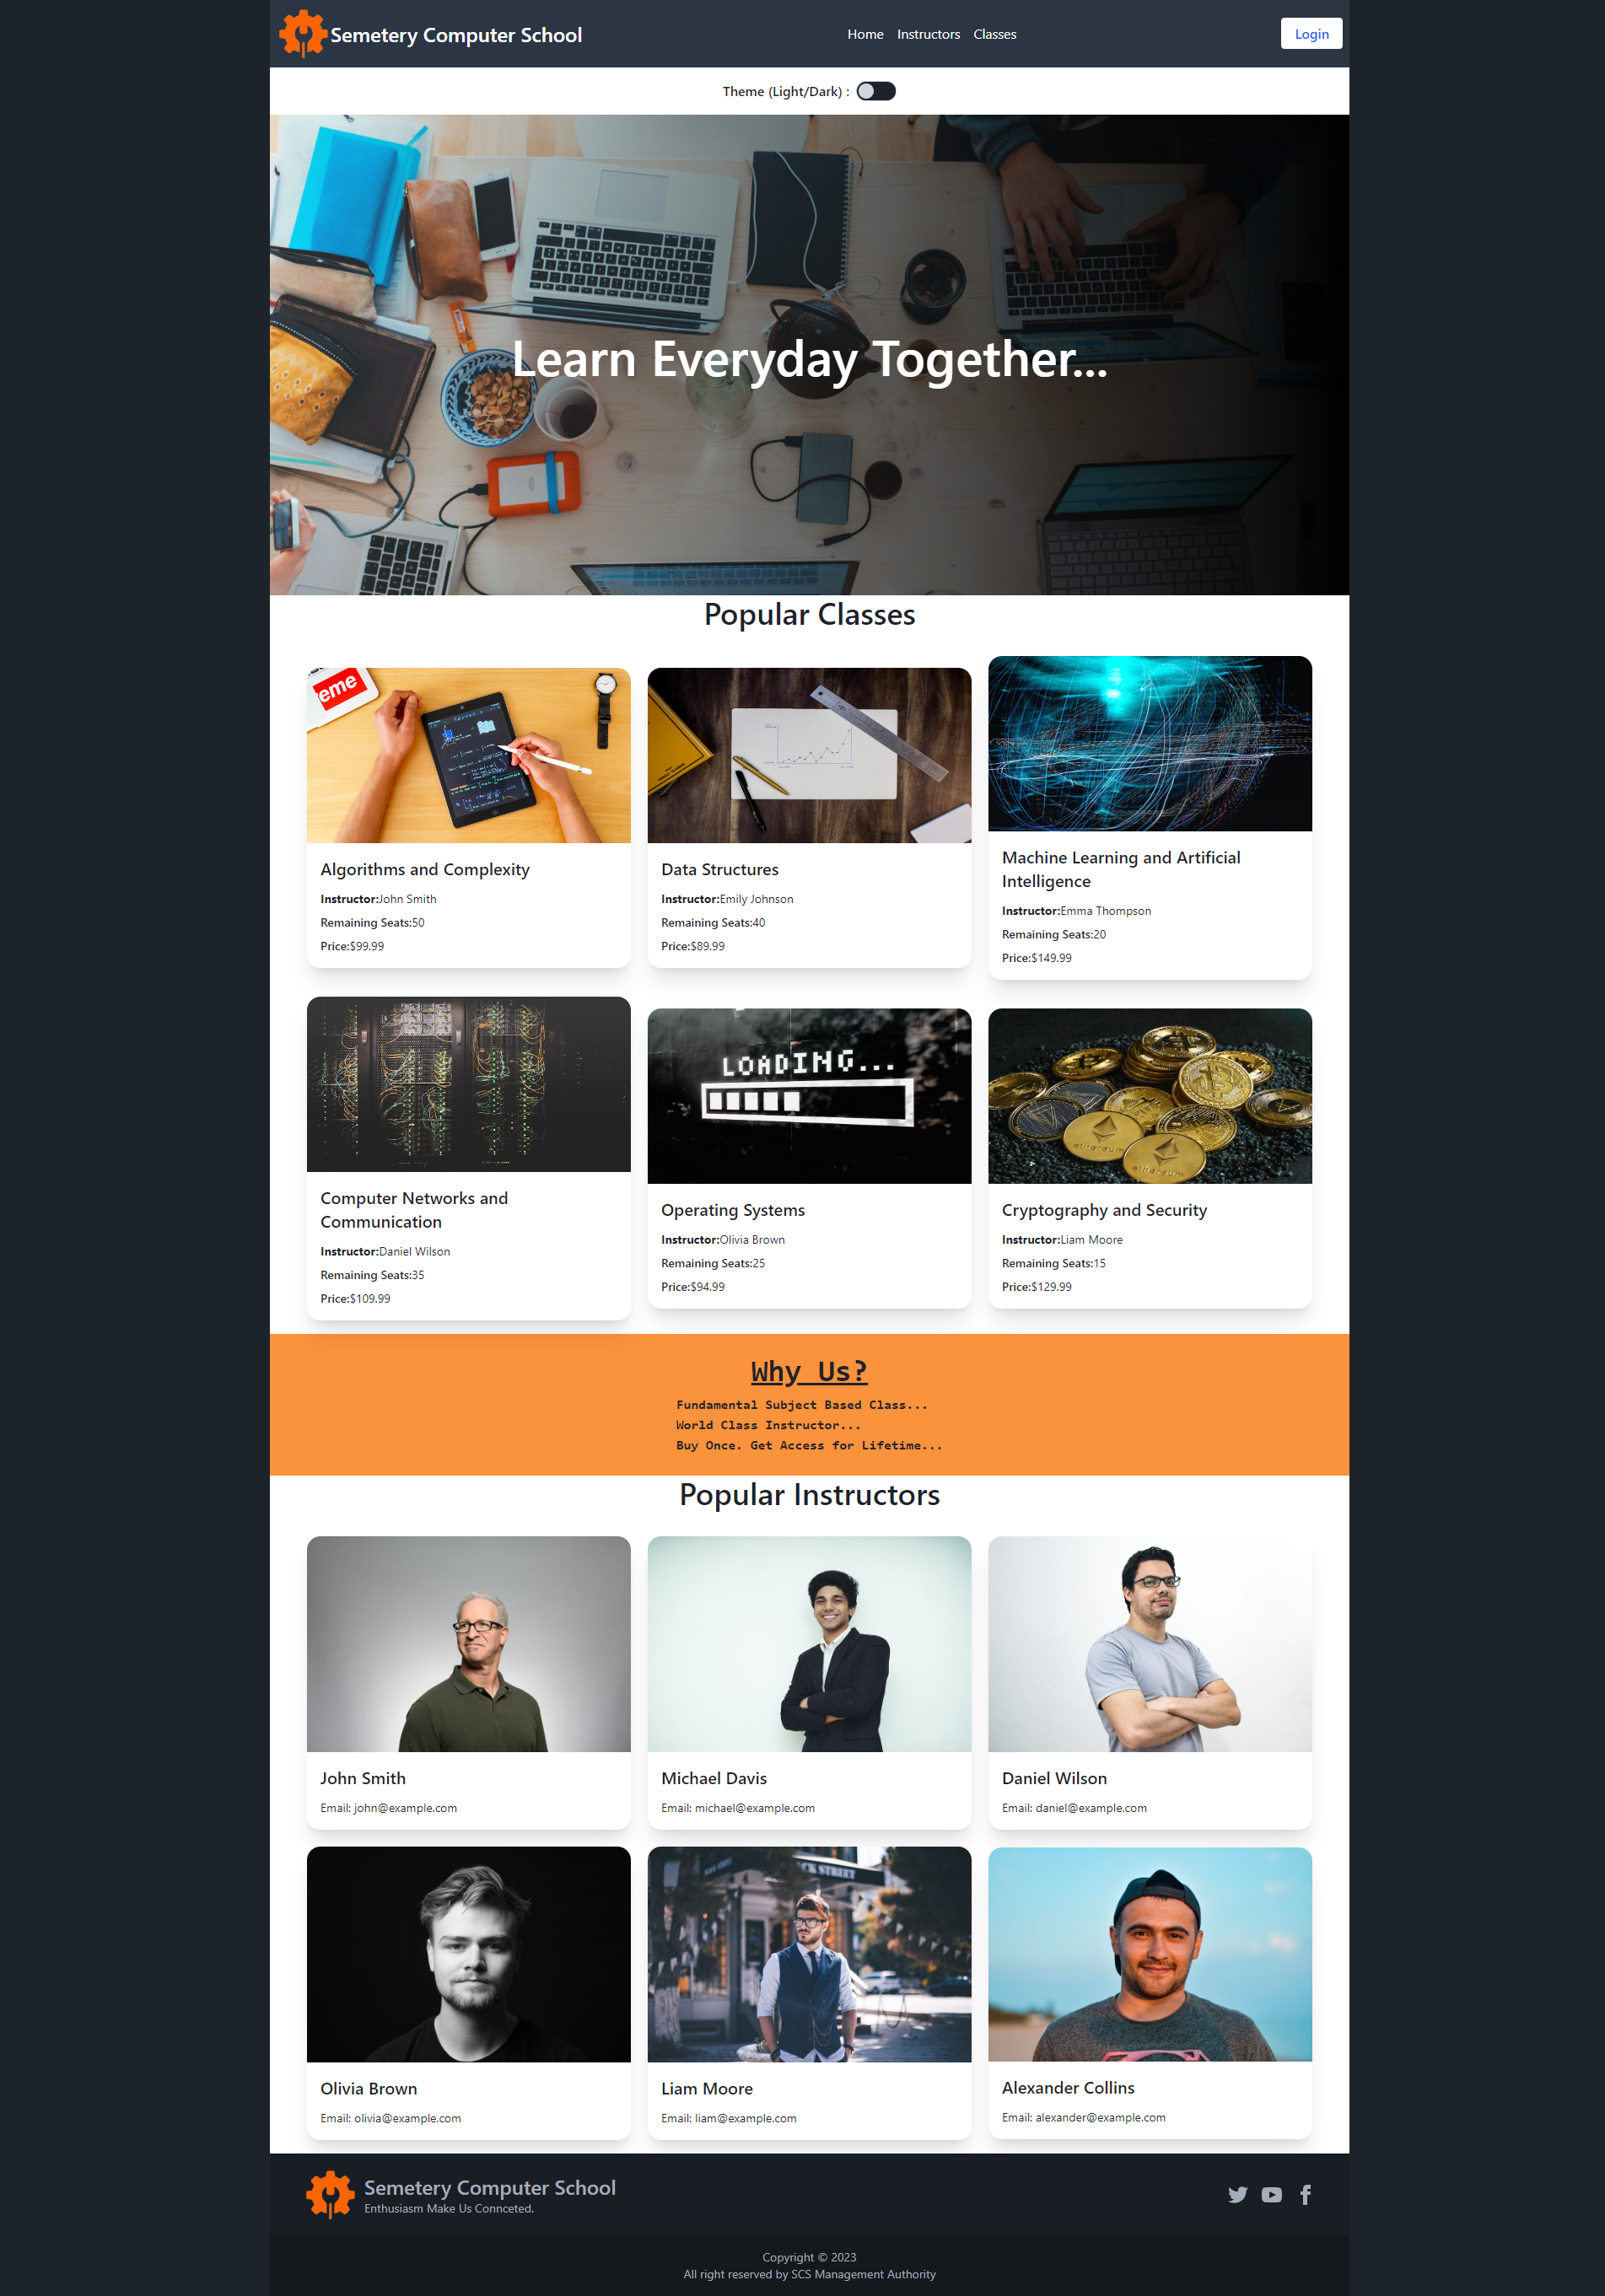 Semetery Computer School
Home Instructors Classes
Login
Theme (Light/Dark) :
Learn Everyday Together...
Popular Classes
eme
Algorithms and Complexity
Instructor:John Smith
Remaining Seats:50
Price:$99.99
Data Structures
Instructor:Emily Johnson
Remaining Seats:40
Price:$89.99
Machine Learning and Artificial
Intelligence
Instructor:Emma Thompson
Remaining Seats:20
Price:$149.99
Computer Networks and
Communication
Instructor:Daniel Wilson
Remaining Seats:35
Price:$109.99
LOADING...
Operating Systems
Instructor:Olivia Brown
Remaining Seats:25
Price:$94.99
ethereum
ethereum
Cryptography and Security
Instructor:Liam Moore
Remaining Seats:15
Price:$129.99
Why Us?
Fundamental Subject Based Class...
World Class Instructor...
Buy Once. Get Access for Lifetime...
Popular Instructors
John Smith
Email: john@example.com
Michael Davis
Email: michael@example.com
Daniel Wilson
Email: daniel@example.com
Olivia Brown
Email: olivia@example.com
CK STREET
Liam Moore
Email: liam@example.com
Alexander Collins
Email: alexander@example.com
Semetery Computer School
Enthusiasm Make Us Connceted.
Copyright © 2023
All right reserved by SCS Management Authority